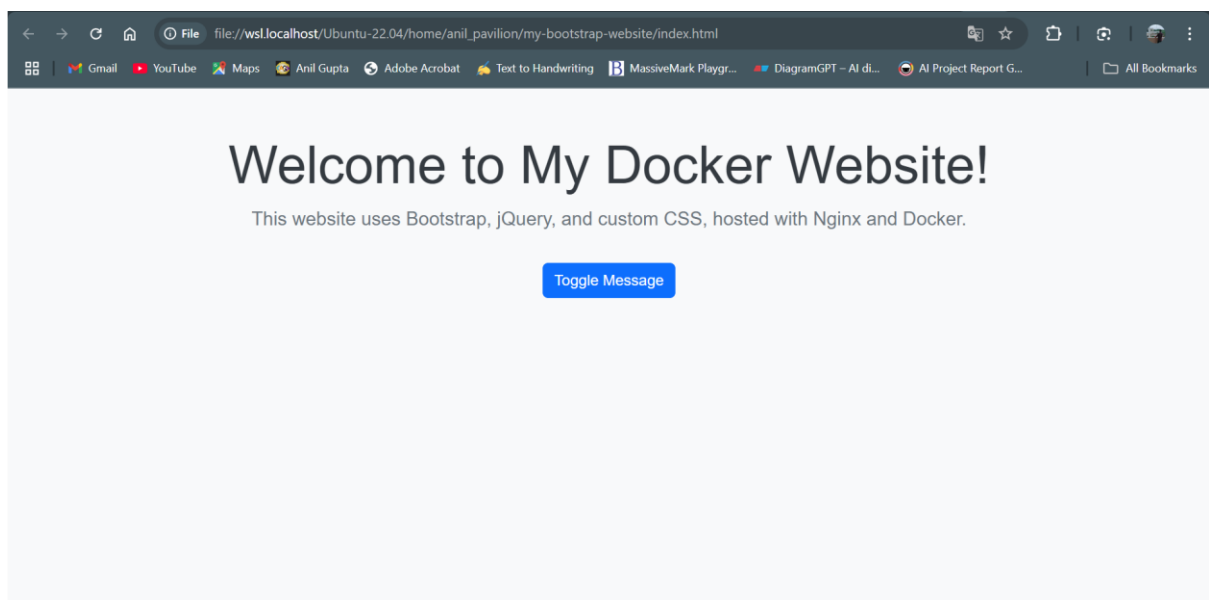 File file://wsl.localhost/Ubuntu-22.04/home/anil_pavilion/my-bootstrap-website/index.html
Gmail YouTube Maps Anil Gupta Adobe Acrobat Text to Handwriting MassiveMark Playgr... DiagramGPT – AI di... AI Project Report G... All Bookmarks
Welcome to My Docker Website!
This website uses Bootstrap, jQuery, and custom CSS, hosted with Nginx and Docker.
Toggle Message